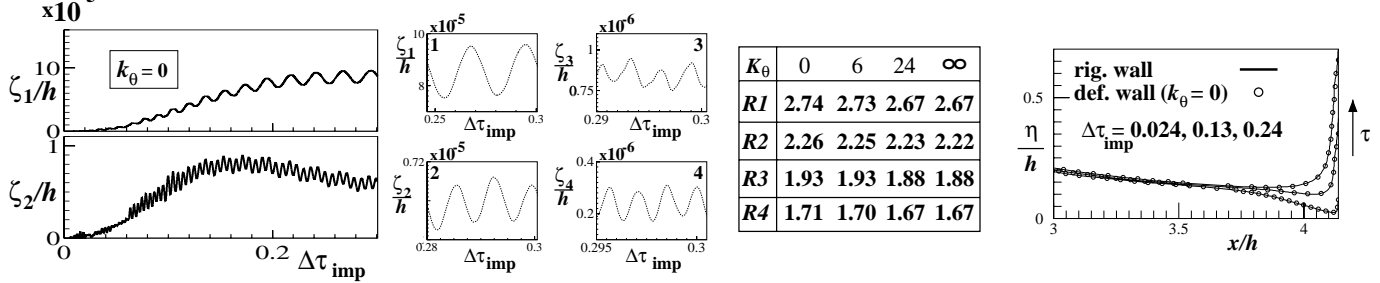 x10
10
0
ζ1/h
kθ = 0
1
0
ζ2/h
0
0.2
Δτimp
x10-5
10
8
ζ1
h
1
0.25
0.3
Δτimp
x10-6
1
0.75
ζ3
h
3
0.29
0.3
Δτimp
x10-5
0.72
0.6
ζ2
h
2
0.28
0.3
Δτimp
x10-6
0.4
0.2
ζ4
h
4
0.295
0.3
Δτimp
Kθ 0 6 24 ∞
R1 2.74 2.73 2.67 2.67
R2 2.26 2.25 2.23 2.22
R3 1.93 1.93 1.88 1.88
R4 1.71 1.70 1.67 1.67
rig. wall
def. wall (kθ = 0)
Δτimp = 0.024, 0.13, 0.24
τ
0.5
0
η
h
3
3.5
4
x/h